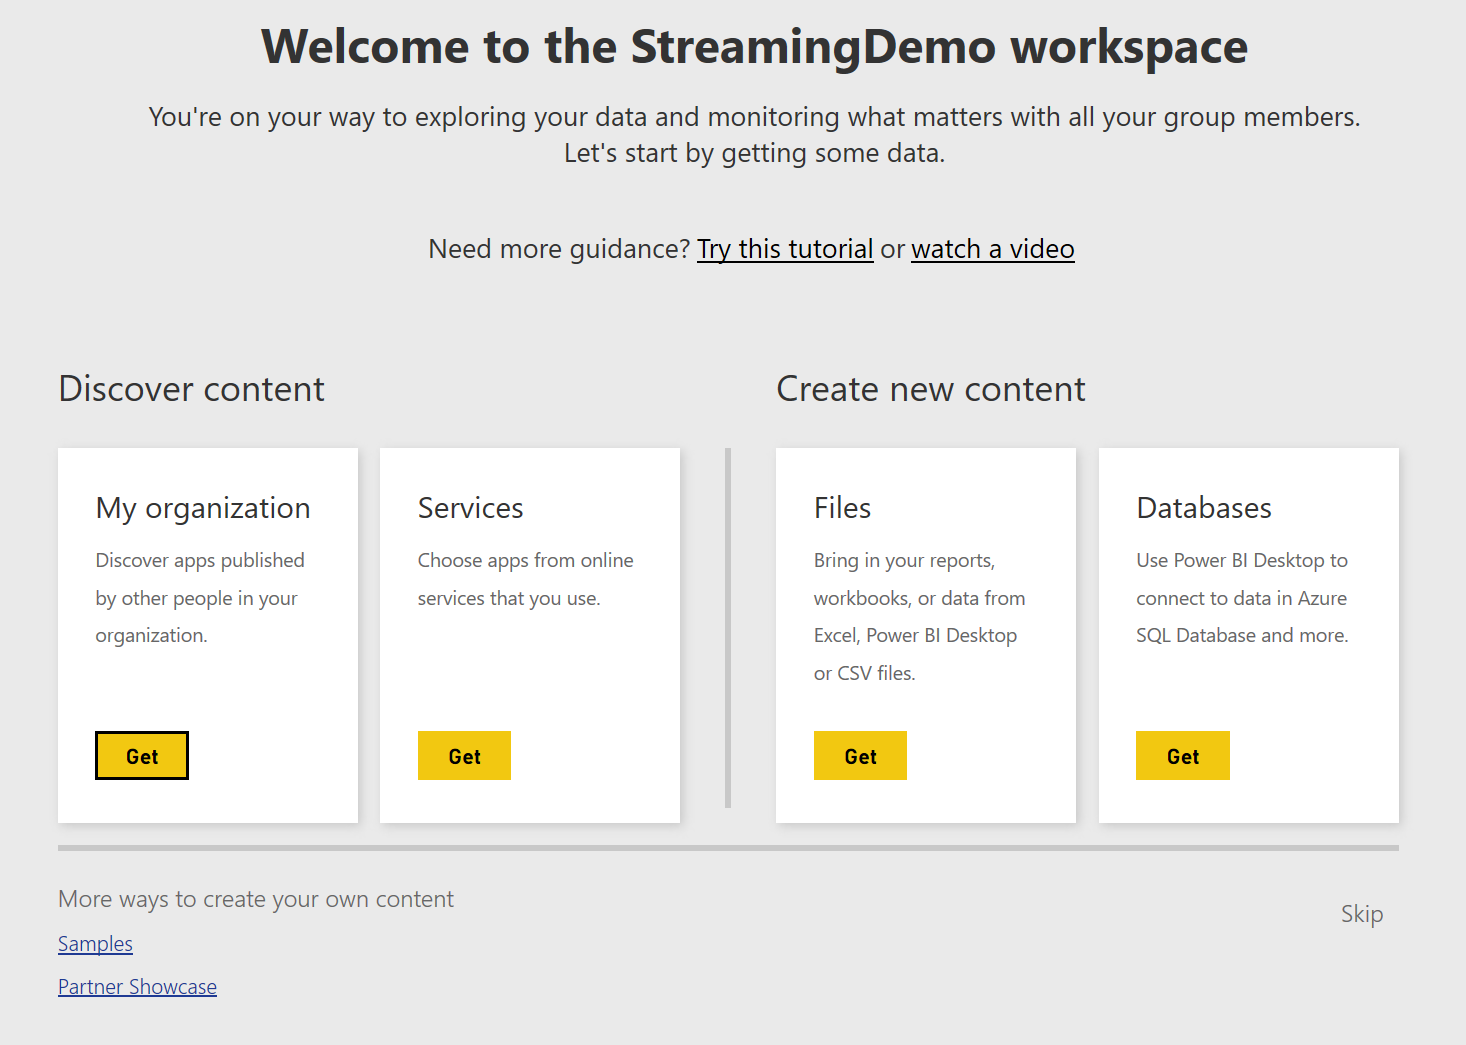 Welcome to the StreamingDemo workspace
You're on your way to exploring your data and monitoring what matters with all your group members.
Let's start by getting some data.
Need more guidance? Try this tutorial or watch a video
Discover content
My organization
Discover apps published
by other people in your
organization.
Get
Services
Choose apps from online
services that you use.
Get
Create new content
Files
Bring in your reports,
workbooks, or data from
Excel, Power BI Desktop
or CSV files.
Get
Databases
Use Power BI Desktop to
connect to data in Azure
SQL Database and more.
Get
More ways to create your own content
Samples
Partner Showcase
Skip